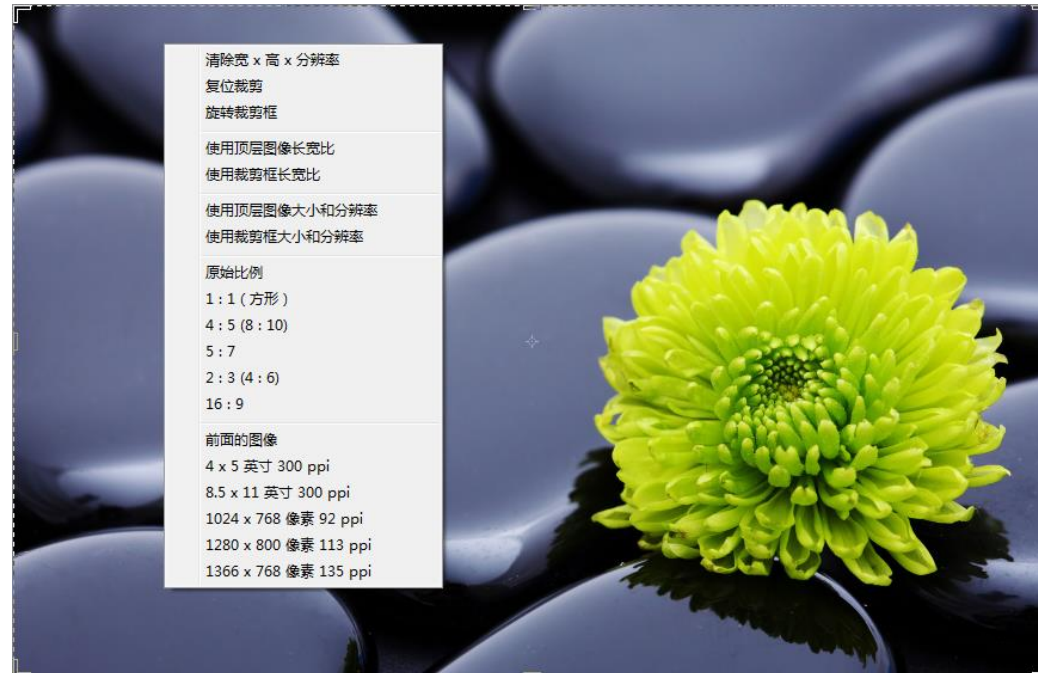 清除宽 x 高 x 分辨率
复位裁剪
旋转裁剪框
使用顶层图像长宽比
使用裁剪框长宽比
使用顶层图像大小和分辨率
使用裁剪框大小和分辨率
原始比例
1 : 1 ( 方形 )
4 : 5 (8 : 10)
5 : 7
2 : 3 (4 : 6)
16 : 9
前面的图像
4 x 5 英寸 300 ppi
8.5 x 11 英寸 300 ppi
1024 x 768 像素 92 ppi
1280 x 800 像素 113 ppi
1366 x 768 像素 135 ppi